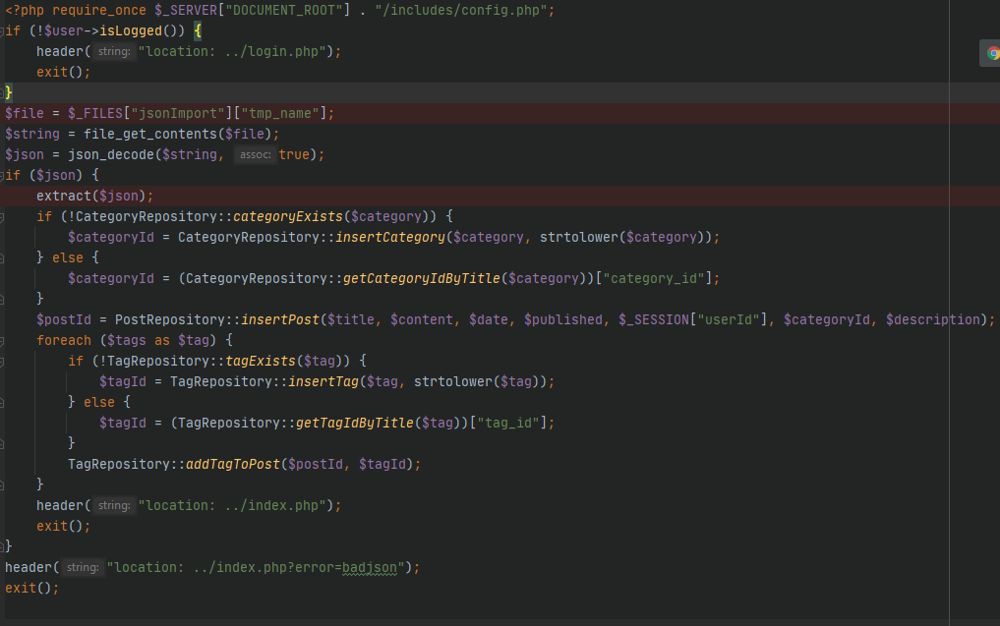 <?php require_once $_SERVER["DOCUMENT_ROOT"] . "/includes/config.php";
if (!$user->isLogged()) {
    header( string: "location: ../login.php");
    exit();
}
$file = $_FILES["jsonImport"]["tmp_name"];
$string = file_get_contents($file);
$json = json_decode($string, assoc: true);
if ($json) {
    extract($json);
    if (!CategoryRepository::categoryExists($category)) {
        $categoryId = CategoryRepository::insertCategory($category, strtolower($category));
    } else {
        $categoryId = (CategoryRepository::getCategoryIdByTitle($category))["category_id"];
    }
    $postId = PostRepository::insertPost($title, $content, $date, $published, $_SESSION["userId"], $categoryId, $description);
    foreach ($tags as $tag) {
        if (!TagRepository::tagExists($tag)) {
            $tagId = TagRepository::insertTag($tag, strtolower($tag));
        } else {
            $tagId = (TagRepository::getTagIdByTitle($tag))["tag_id"];
        }
        TagRepository::addTagToPost($postId, $tagId);
    }
    header( string: "location: ../index.php");
    exit();
}
header( string: "location: ../index.php?error=badjson");
exit();